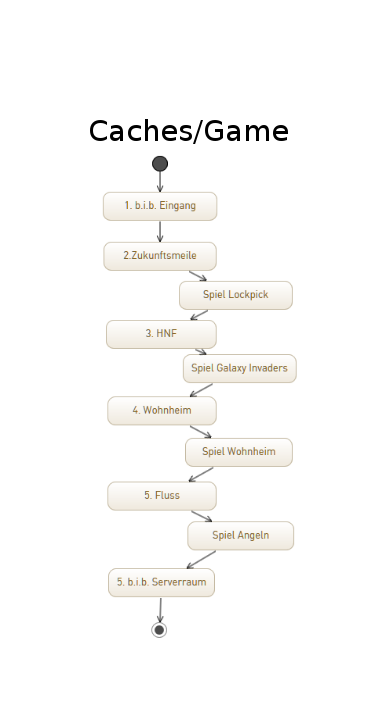 Caches/Game
1. b.i.b. Eingang
2.Zukunftsmeile
Spiel Lockpick
3. HNF
Spiel Galaxy Invaders
4. Wohnheim
Spiel Wohnheim
5. Fluss
Spiel Angeln
5. b.i.b. Serverraum